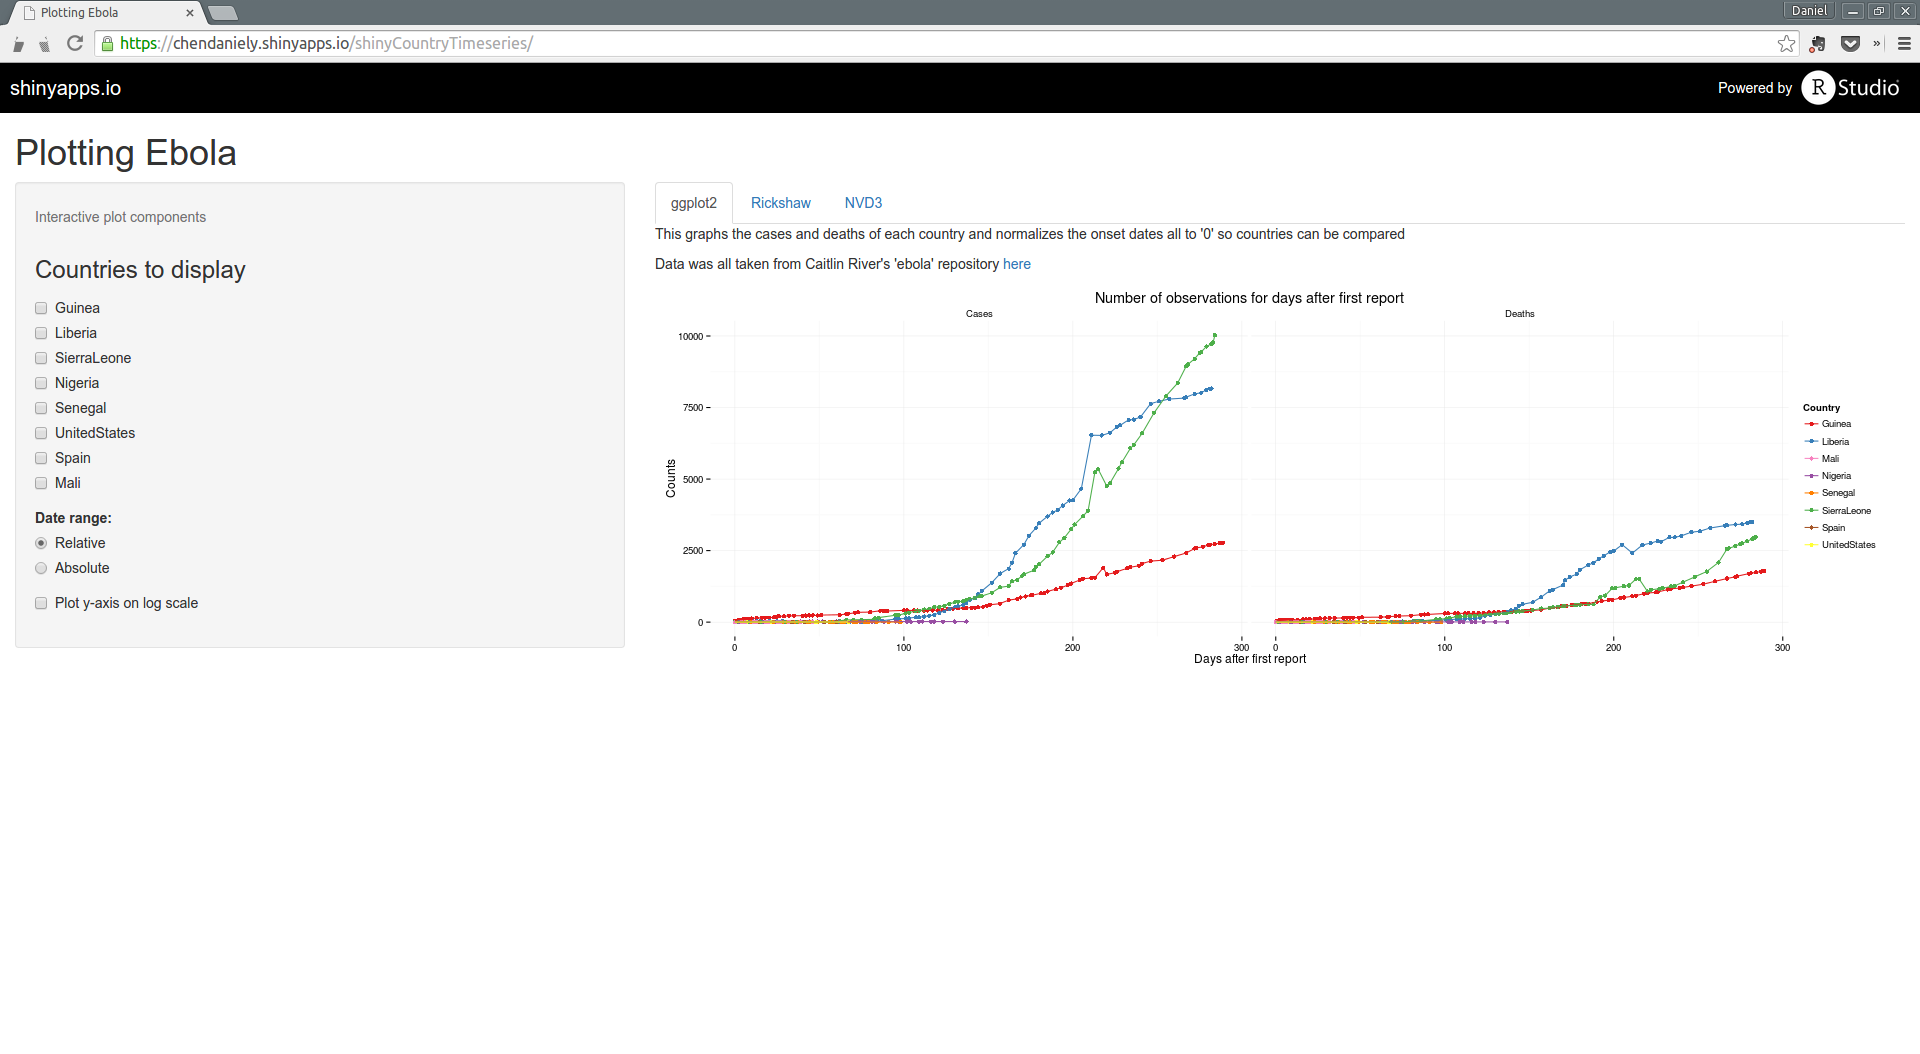 Plotting Ebola
Daniel
https://chendaniely.shinyapps.io/shinyCountryTimeseries/
shinyapps.io
Powered by R Studio
Plotting Ebola
Interactive plot components
Countries to display
Guinea
Liberia
SierraLeone
Nigeria
Senegal
UnitedStates
Spain
Mali
Date range:
Relative
Absolute
Plot y-axis on log scale
ggplot2 Rickshaw NVD3
This graphs the cases and deaths of each country and normalizes the onset dates all to '0' so countries can be compared
Data was all taken from Caitlin River's 'ebola' repository here
Number of observations for days after first report
Cases Deaths
10000
7500
5000
2500
0
Counts
0 100 200 300 0 100 200 300
Days after first report
Country
Guinea
Liberia
Mali
Nigeria
Senegal
SierraLeone
Spain
UnitedStates